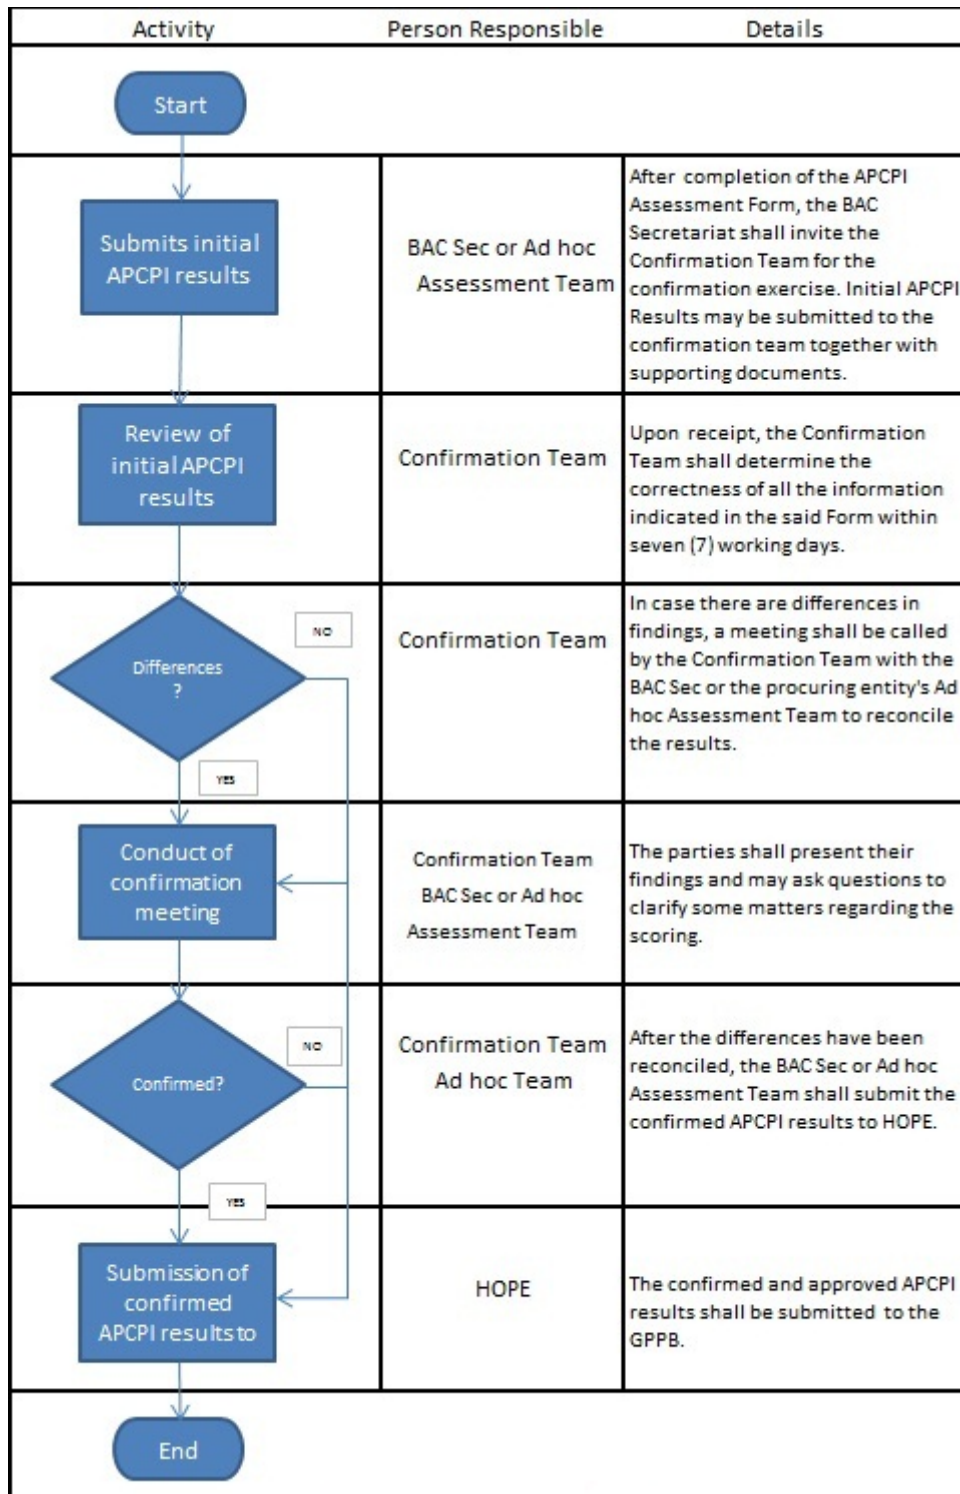 Activity
Person Responsible
Details
Start
Submits initial
APCPI results
BAC Sec or Ad hoc
Assessment Team
After completion of the APCPI
Assessment Form, the BAC
Secretariat shall invite the
Confirmation Team for the
confirmation exercise. Initial APCPI
Results may be submitted to the
confirmation team together with
supporting documents.
Review of
initial APCPI
results
Confirmation Team
Upon receipt, the Confirmation
Team shall determine the
correctness of all the information
indicated in the said Form within
seven (7) working days.
Differences
?
NO
YES
Confirmation Team
In case there are differences in
findings, a meeting shall be called
by the Confirmation Team with the
BAC Sec or the procuring entity's Ad
hoc Assessment Team to reconcile
the results.
Conduct of
confirmation
meeting
Confirmation Team
BAC Sec or Ad hoc
Assessment Team
The parties shall present their
findings and may ask questions to
clarify some matters regarding the
scoring.
Confirmed?
NO
YES
Confirmation Team
Ad hoc Team
After the differences have been
reconciled, the BAC Sec or Ad hoc
Assessment Team shall submit the
confirmed APCPI results to HOPE.
Submission of
confirmed
APCPI results to
HOPE
The confirmed and approved APCPI
results shall be submitted to the
GPPB.
End